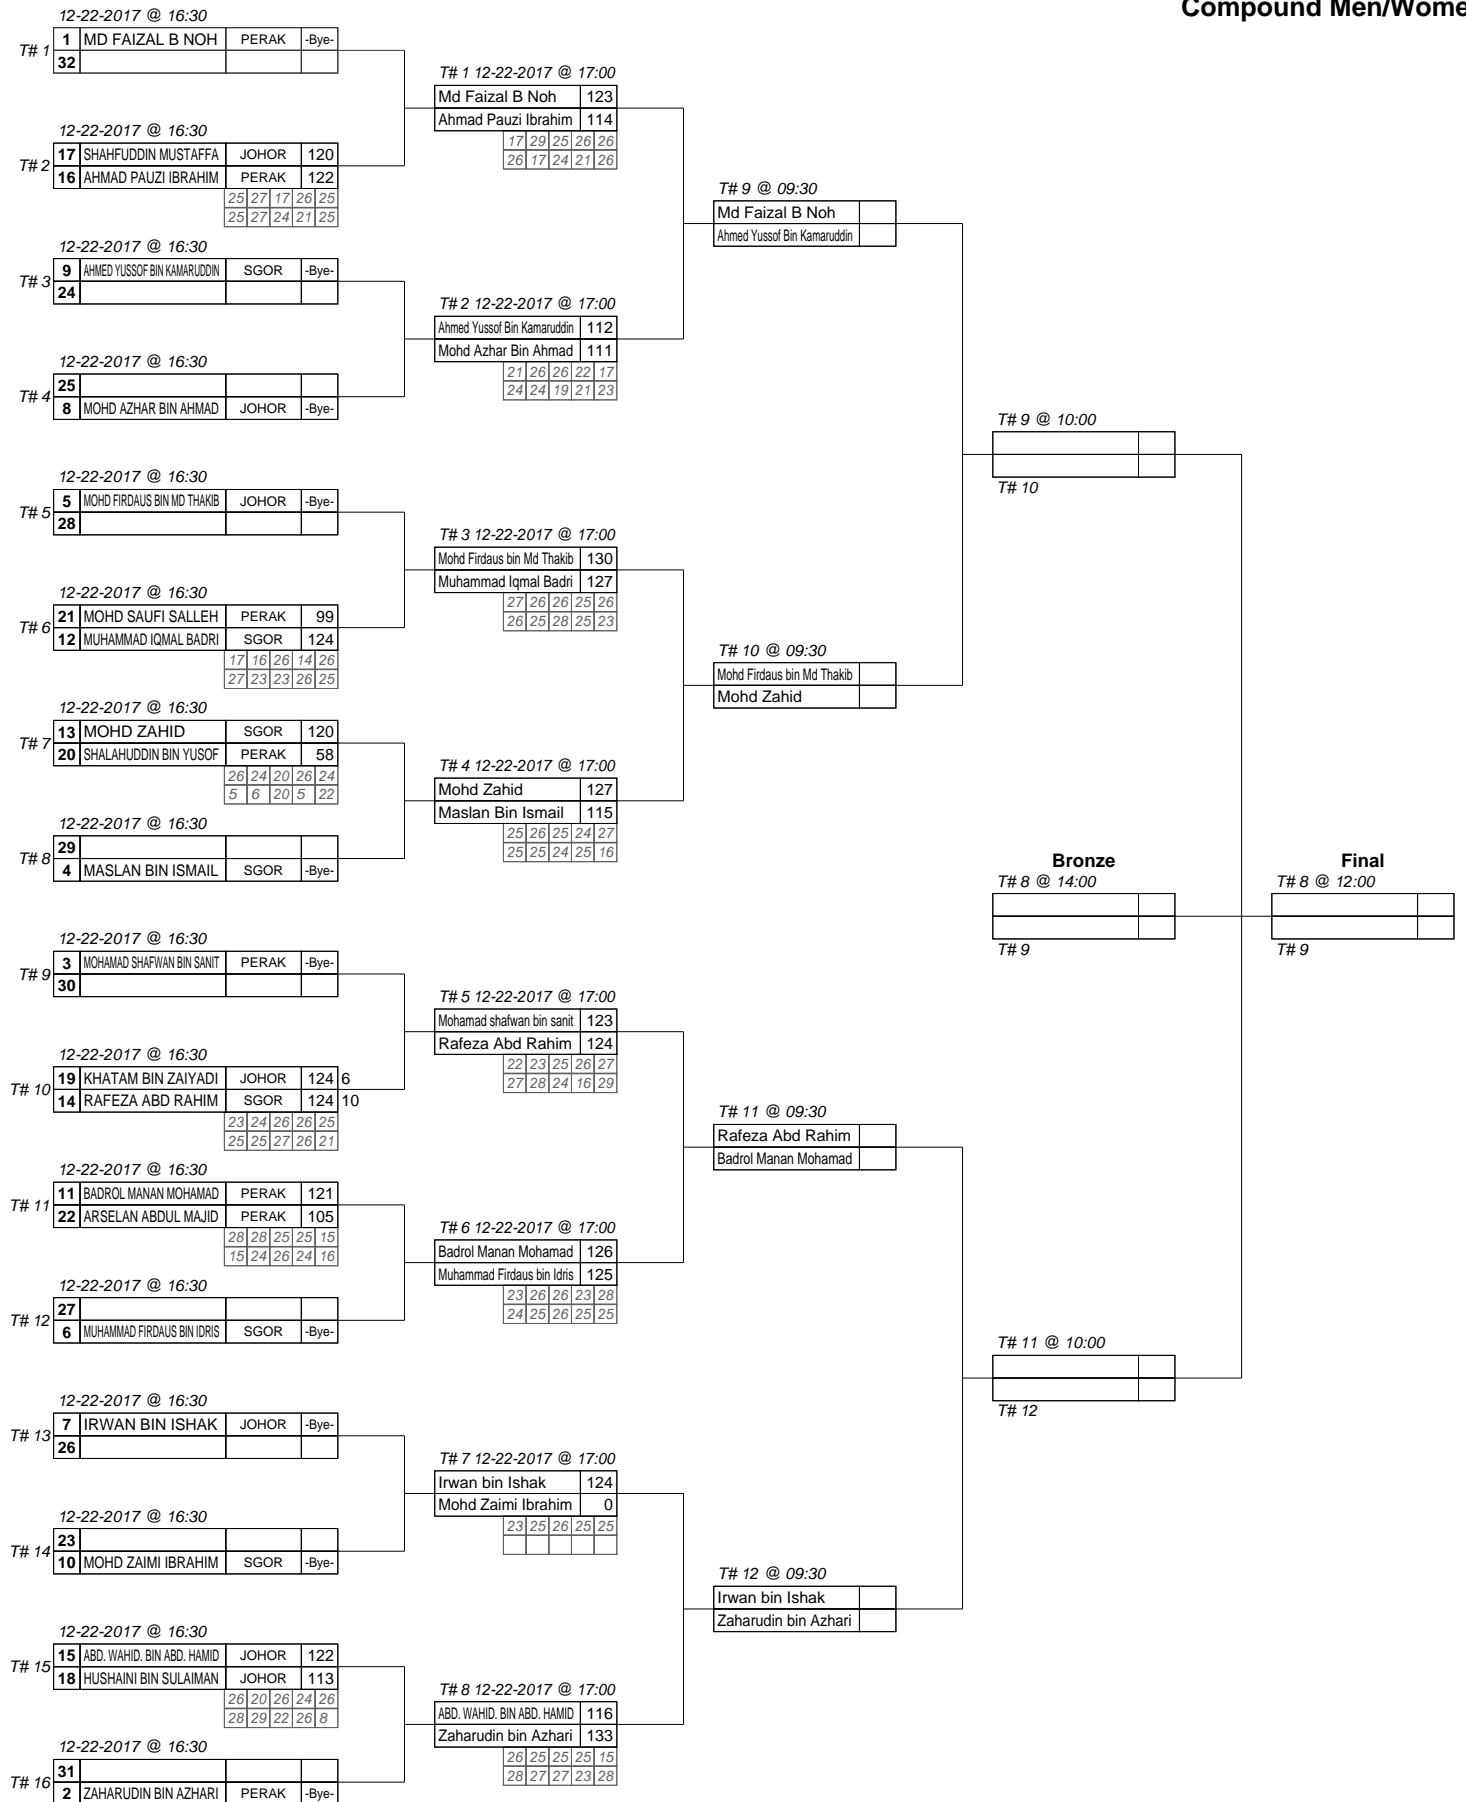 Compound Men/Wome
12-22-2017 @ 16:30
T# 1
1 MD FAIZAL B NOH PERAK -Bye-
32
12-22-2017 @ 16:30
T# 2
17 SHAHFUDDIN MUSTAFFA JOHOR 120
16 AHMAD PAUZI IBRAHIM PERAK 122
25 27 17 26 25
25 27 24 21 25
12-22-2017 @ 16:30
T# 3
9 AHMED YUSSOF BIN KAMARUDDIN SGOR -Bye-
24
12-22-2017 @ 16:30
T# 4
25
8 MOHD AZHAR BIN AHMAD JOHOR -Bye-
12-22-2017 @ 16:30
T# 5
5 MOHD FIRDAUS BIN MD THAKIB JOHOR -Bye-
28
12-22-2017 @ 16:30
T# 6
21 MOHD SAUFI SALLEH PERAK 99
12 MUHAMMAD IQMAL BADRI SGOR 124
17 16 26 14 26
27 23 23 26 25
12-22-2017 @ 16:30
T# 7
13 MOHD ZAHID SGOR 120
20 SHALAHUDDIN BIN YUSOF PERAK 58
26 24 20 26 24
5 6 20 5 22
12-22-2017 @ 16:30
T# 8
29
4 MASLAN BIN ISMAIL SGOR -Bye-
12-22-2017 @ 16:30
T# 9
3 MOHAMAD SHAFWAN BIN SANIT PERAK -Bye-
30
12-22-2017 @ 16:30
T# 10
19 KHATAM BIN ZAIYADI JOHOR 124 6
14 RAFEZA ABD RAHIM SGOR 124 10
23 24 26 26 25
25 25 27 26 21
12-22-2017 @ 16:30
T# 11
11 BADROL MANAN MOHAMAD PERAK 121
22 ARSELAN ABDUL MAJID PERAK 105
28 28 25 25 15
15 24 26 24 16
12-22-2017 @ 16:30
T# 12
27
6 MUHAMMAD FIRDAUS BIN IDRIS SGOR -Bye-
12-22-2017 @ 16:30
T# 13
7 IRWAN BIN ISHAK JOHOR -Bye-
26
12-22-2017 @ 16:30
T# 14
23
10 MOHD ZAIMI IBRAHIM SGOR -Bye-
12-22-2017 @ 16:30
T# 15
15 ABD. WAHID. BIN ABD. HAMID JOHOR 122
18 HUSHAINI BIN SULAIMAN JOHOR 113
26 20 26 24 26
28 29 22 26 8
12-22-2017 @ 16:30
T# 16
31
2 ZAHARUDIN BIN AZHARI PERAK -Bye-
T# 1 12-22-2017 @ 17:00
Md Faizal B Noh 123
Ahmad Pauzi Ibrahim 114
17 29 25 26 26
26 17 24 21 26
T# 2 12-22-2017 @ 17:00
Ahmed Yussof Bin Kamaruddin 112
Mohd Azhar Bin Ahmad 111
21 26 26 22 17
24 24 19 21 23
T# 3 12-22-2017 @ 17:00
Mohd Firdaus bin Md Thakib 130
Muhammad Iqmal Badri 127
27 26 26 25 26
26 25 28 25 23
T# 4 12-22-2017 @ 17:00
Mohd Zahid 127
Maslan Bin Ismail 115
25 26 25 24 27
25 25 24 25 16
T# 5 12-22-2017 @ 17:00
Mohamad shafwan bin sanit 123
Rafeza Abd Rahim 124
22 23 25 26 27
27 28 24 16 29
T# 6 12-22-2017 @ 17:00
Badrol Manan Mohamad 126
Muhammad Firdaus bin Idris 125
23 26 26 23 28
24 25 26 25 25
T# 7 12-22-2017 @ 17:00
Irwan bin Ishak 124
Mohd Zaimi Ibrahim 0
23 25 26 25 25
T# 8 12-22-2017 @ 17:00
ABD. WAHID. BIN ABD. HAMID 116
Zaharudin bin Azhari 133
26 25 25 25 15
28 27 27 23 28
T# 9 @ 09:30
Md Faizal B Noh
Ahmed Yussof Bin Kamaruddin
T# 10 @ 09:30
Mohd Firdaus bin Md Thakib
Mohd Zahid
T# 11 @ 09:30
Rafeza Abd Rahim
Badrol Manan Mohamad
T# 12 @ 09:30
Irwan bin Ishak
Zaharudin bin Azhari
T# 9 @ 10:00
T# 10
Bronze
T# 8 @ 14:00
T# 9
T# 11 @ 10:00
T# 12
Final
T# 8 @ 12:00
T# 9